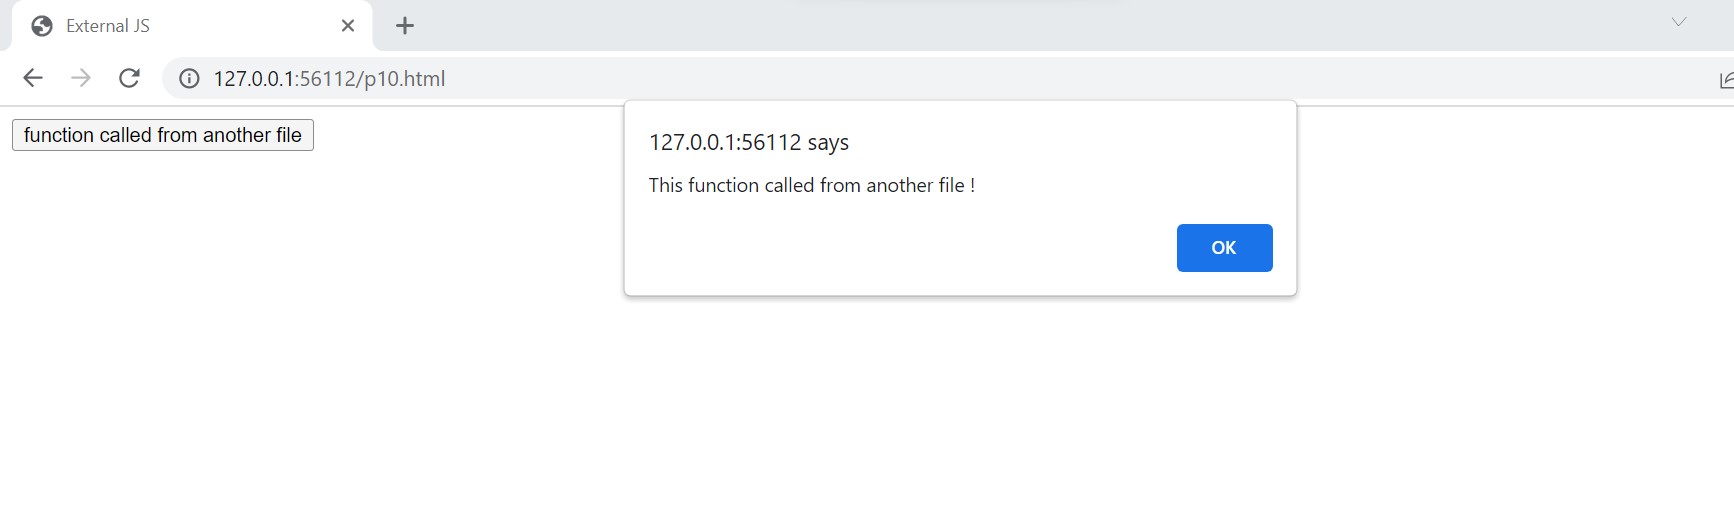 External JS
127.0.0.1:56112/p10.html
function called from another file
127.0.0.1:56112 says
This function called from another file !
OK